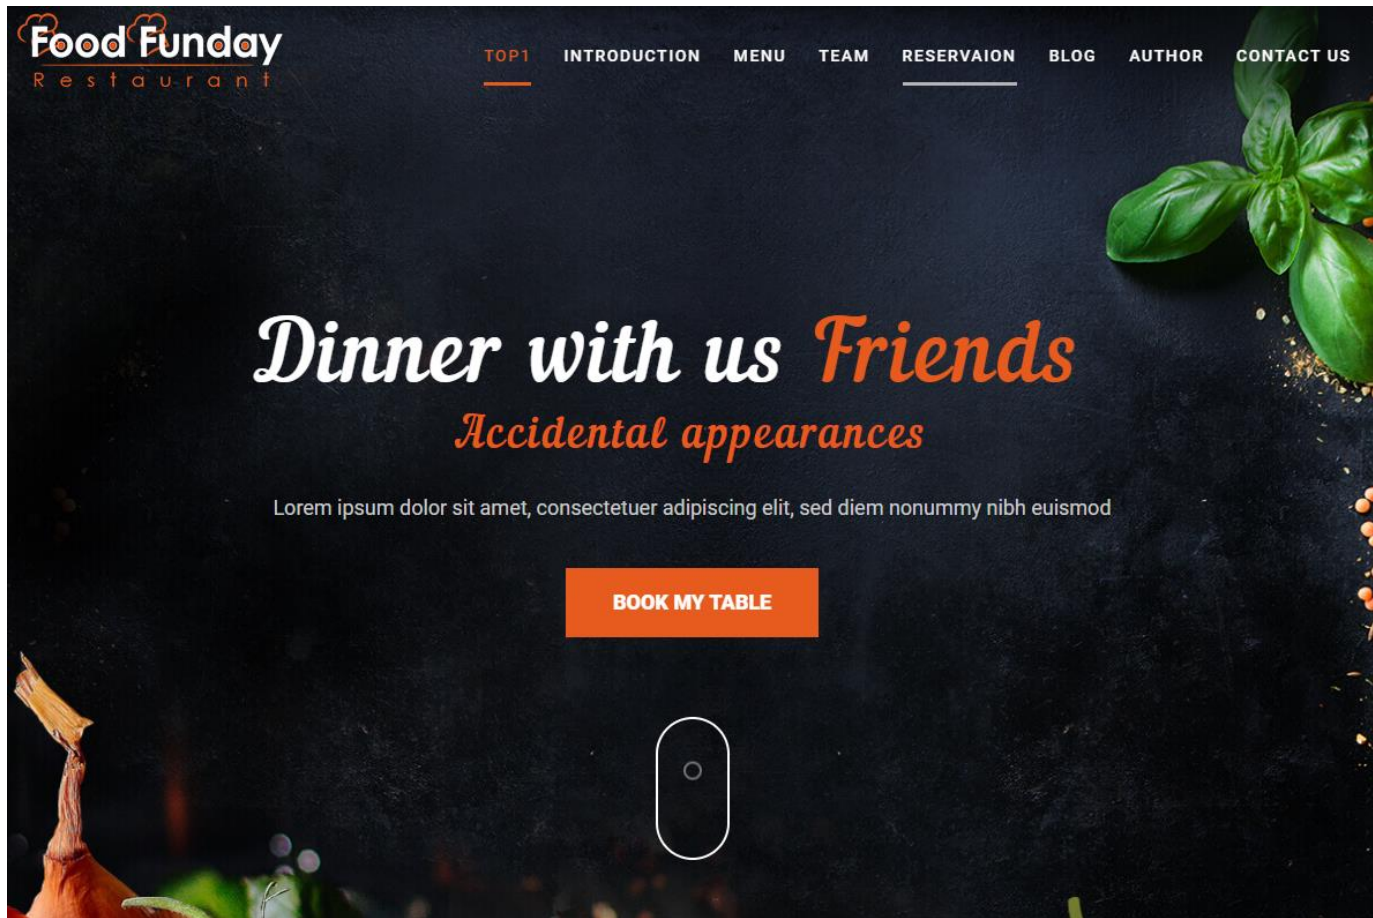 Food Funday
Restaurant
TOP1 INTRODUCTION MENU TEAM RESERVAION BLOG AUTHOR CONTACT US
Dinner with us Friends
Accidental appearances
Lorem ipsum dolor sit amet, consectetuer adipiscing elit, sed diem nonummy nibh euismod
BOOK MY TABLE